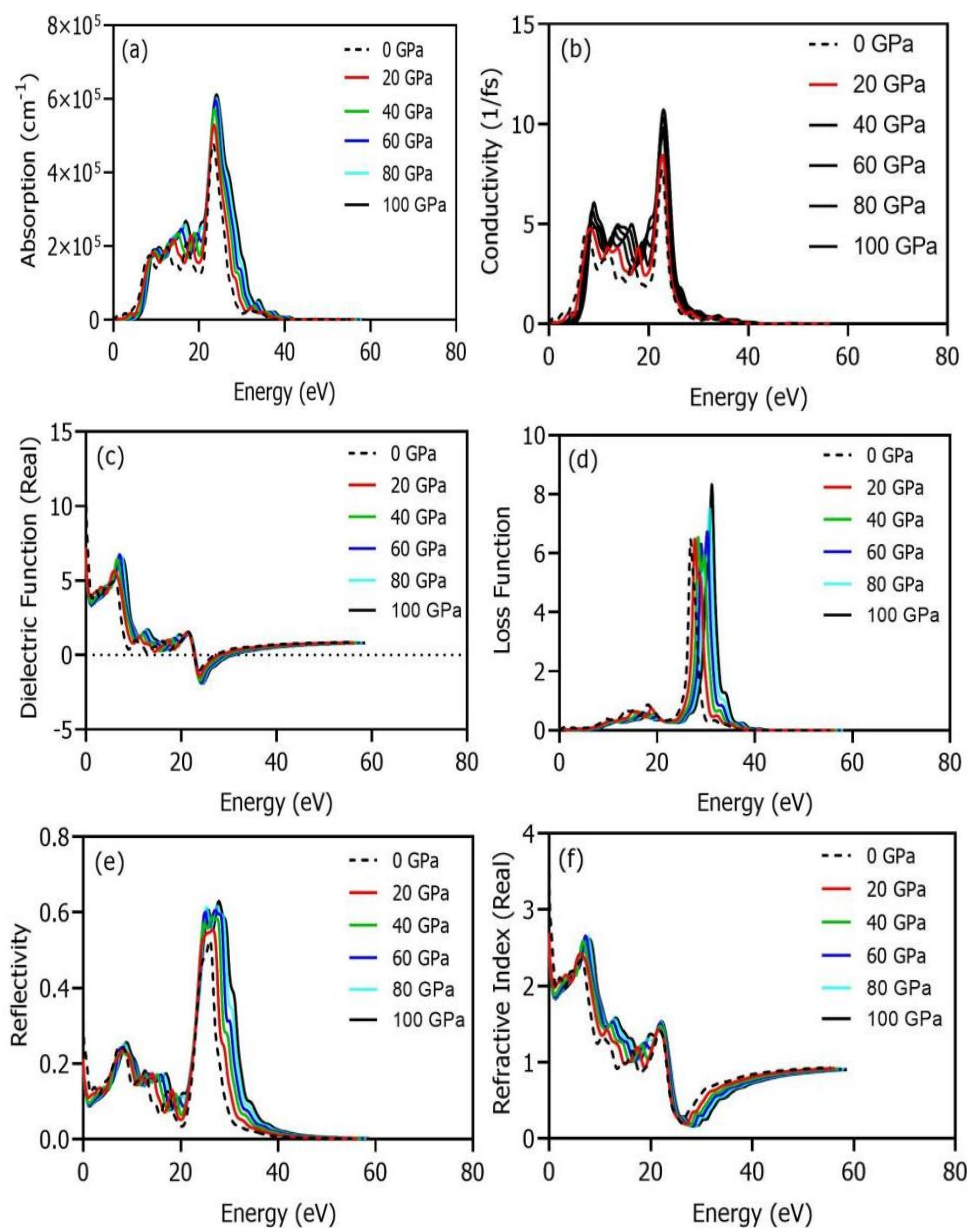 (a)
Absorption (cm⁻¹)
8×10⁵
6×10⁵
4×10⁵
2×10⁵
0
0 20 40 60 80
Energy (eV)
0 GPa
20 GPa
40 GPa
60 GPa
80 GPa
100 GPa
(b)
Conductivity (1/fs)
15
10
5
0
0 20 40 60 80
Energy (eV)
0 GPa
20 GPa
40 GPa
60 GPa
80 GPa
100 GPa
(c)
Dielectric Function (Real)
15
10
5
0
-5
0 20 40 60 80
Energy (eV)
0 GPa
20 GPa
40 GPa
60 GPa
80 GPa
100 GPa
(d)
Loss Function
10
8
6
4
2
0
0 20 40 60 80
Energy (eV)
0 GPa
20 GPa
40 GPa
60 GPa
80 GPa
100 GPa
(e)
Reflectivity
0.8
0.6
0.4
0.2
0.0
0 20 40 60 80
Energy (eV)
0 GPa
20 GPa
40 GPa
60 GPa
80 GPa
100 GPa
(f)
Refractive Index (Real)
4
3
2
1
0
0 20 40 60 80
Energy (eV)
0 GPa
20 GPa
40 GPa
60 GPa
80 GPa
100 GPa